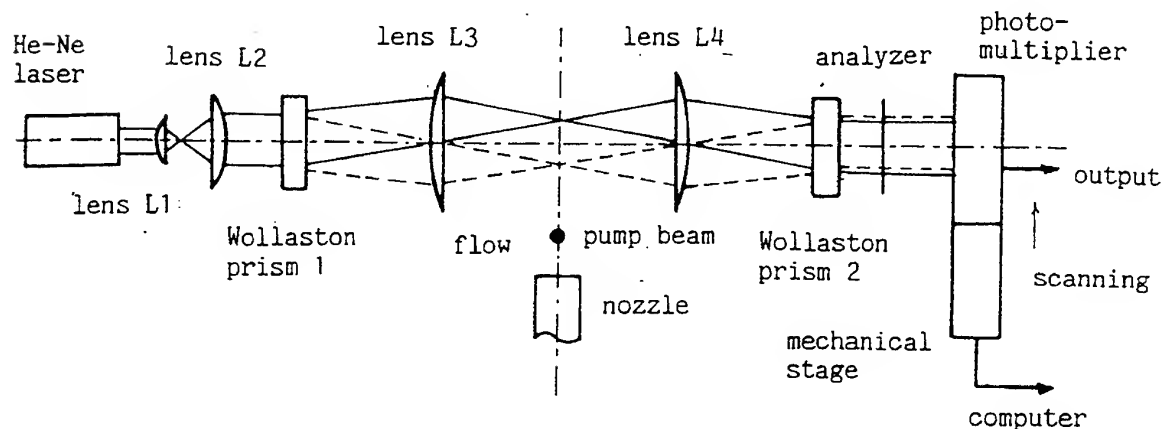 He-Ne
laser
lens L2
lens L3
lens L4
analyzer
photo-
multiplier
lens L1
Wollaston
prism 1
flow
pump beam
nozzle
Wollaston
prism 2
output
scanning
mechanical
stage
computer